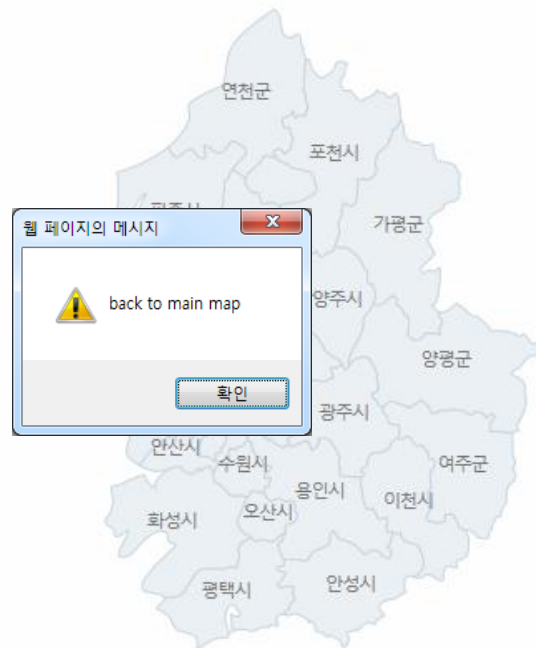 연천군
포천시
가평군
웹 페이지의 메시지
back to main map
확인
양주시
양평군
광주시
안산시
수원시
여주군
용인시
이천시
화성시
오산시
평택시
안성시